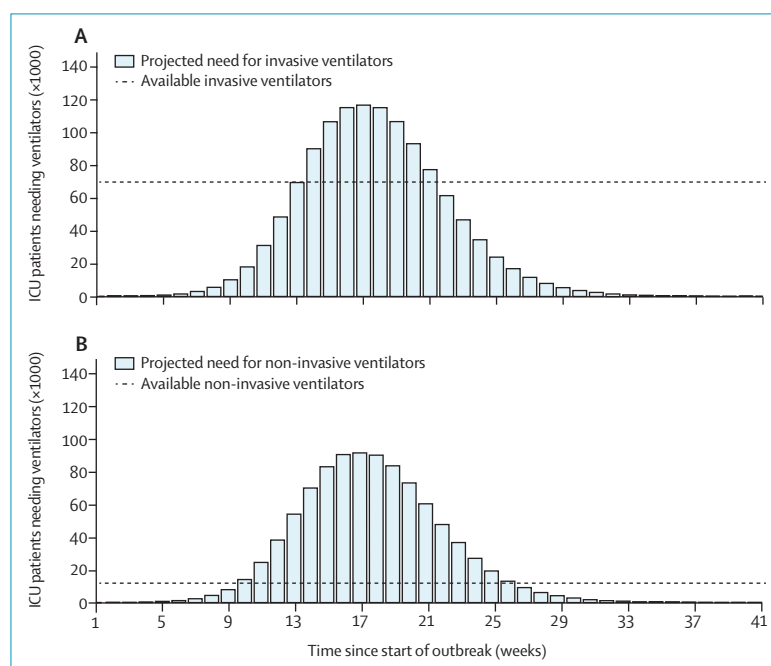 A
ICU patients needing ventilators (×1000)
Projected need for invasive ventilators
Available invasive ventilators
140
120
100
80
60
40
20
0
B
ICU patients needing ventilators (×1000)
Projected need for non-invasive ventilators
Available non-invasive ventilators
140
120
100
80
60
40
20
0
1 5 9 13 17 21 25 29 33 37 41
Time since start of outbreak (weeks)